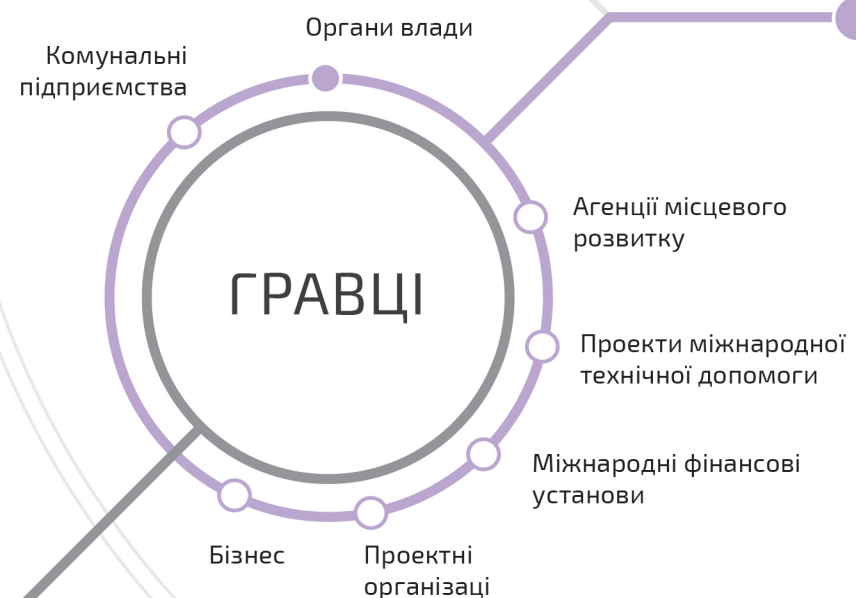 Органи влади
Комунальні
підприємства
Агенції місцевого
розвитку
ГРАВЦІ
Проекти міжнародної
технічної допомоги
Міжнародні фінансові
установи
Бізнес
Проектні
організаці